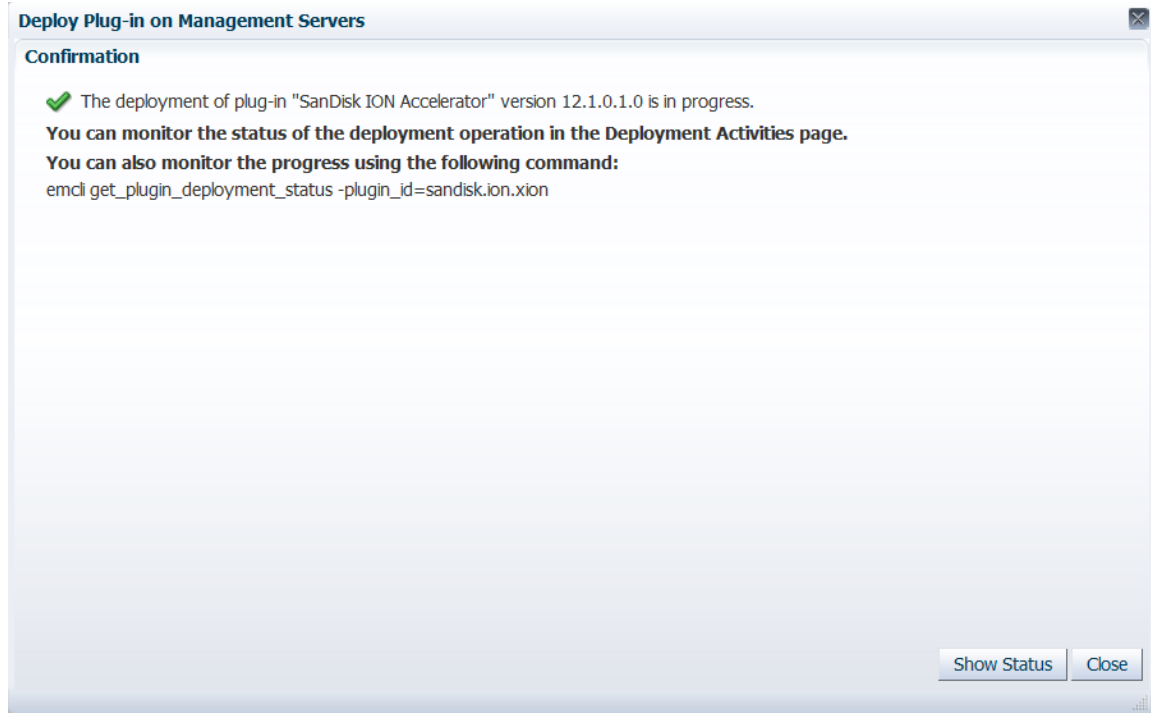 Deploy Plug-in on Management Servers
Confirmation
The deployment of plug-in "SanDisk ION Accelerator" version 12.1.0.1.0 is in progress.
You can monitor the status of the deployment operation in the Deployment Activities page.
You can also monitor the progress using the following command:
emcli get_plugin_deployment_status -plugin_id=sandisk.ion.xion
Show Status Close